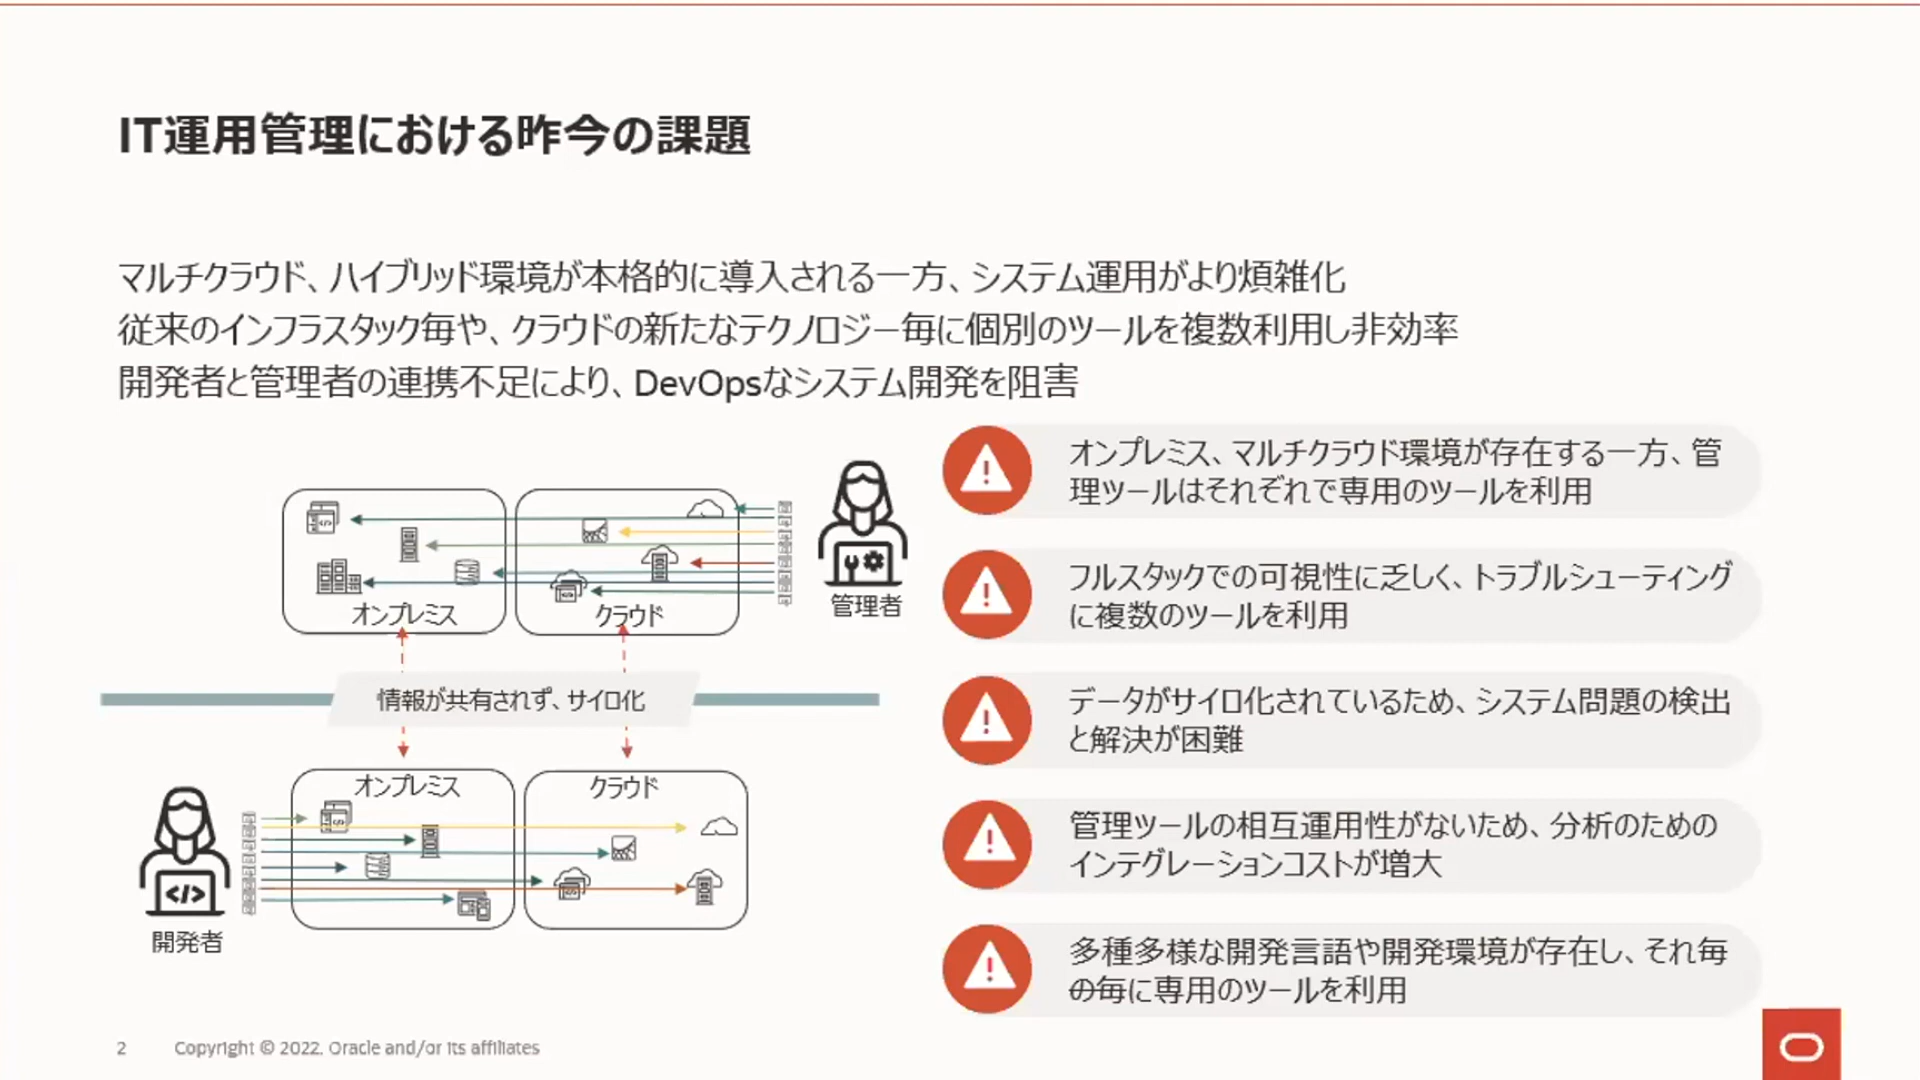 IT運用管理における昨今の課題
マルチクラウド、ハイブリッド環境が本格的に導入される一方、システム運用がより煩雑化
従来のインフラスタック毎や、クラウドの新たなテクノロジー毎に個別のツールを複数利用し非効率
開発者と管理者の連携不足により、DevOpsなシステム開発を阻害
オンプレミス
クラウド
管理者
情報が共有されず、サイロ化
オンプレミス
クラウド
開発者
オンプレミス、マルチクラウド環境が存在する一方、管
理ツールはそれぞれで専用のツールを利用
フルスタックでの可視性に乏しく、トラブルシューティング
に複数のツールを利用
データがサイロ化されているため、システム問題の検出
と解決が困難
管理ツールの相互運用性がないため、分析のための
インテグレーションコストが増大
多種多様な開発言語や開発環境が存在し、それ毎
の毎に専用のツールを利用
2
Copyright © 2022, Oracle and/or its affiliates